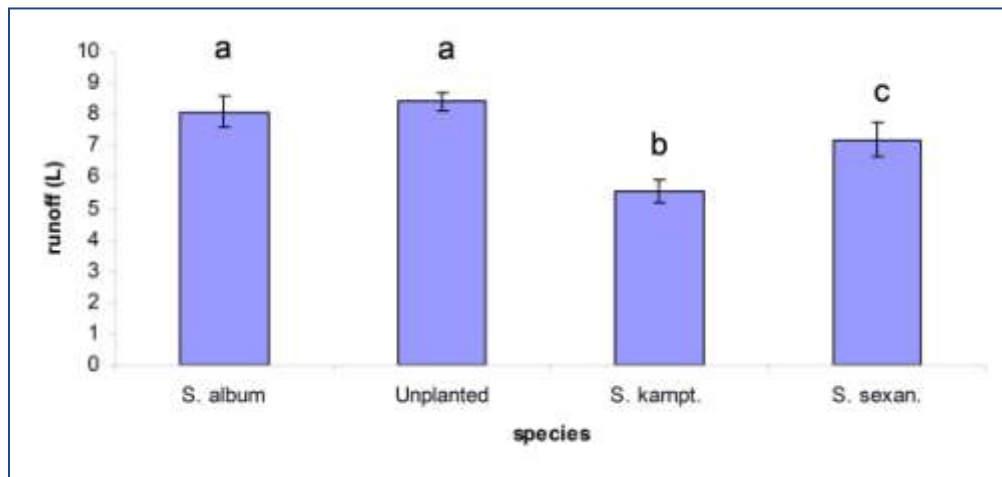 a
a
b
c
runoff (L)
10
9
8
7
6
5
4
3
2
1
0
S. album
Unplanted
S. kampt.
S. sexan.
species